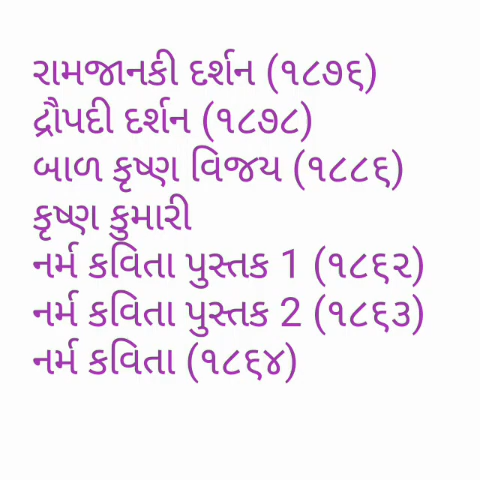 રામજાનકી દર્શન (૧૮૭૬)
દ્રૌપદી દર્શન (૧૮૭૮)
બાળ કૃષ્ણ વિજય (૧૮૮૬)
કૃષ્ણ કુમારી
નર્મ કવિતા પુસ્તક 1 (૧૮૬૨)
નર્મ કવિતા પુસ્તક 2 (૧૮૬૩)
નર્મ કવિતા (૧૮૬૪)